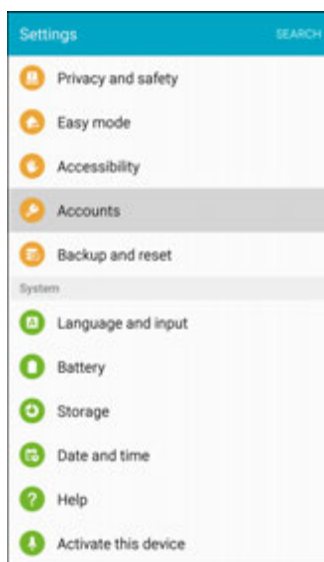 Settings
SEARCH
Privacy and safety
Easy mode
Accessibility
Accounts
Backup and reset
System
Language and input
Battery
Storage
Date and time
Help
Activate this device